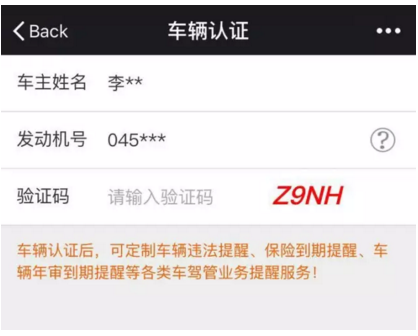 Back 车辆认证
车主姓名 李**
发动机号 045***
验证码 请输入验证码 Z9NH
车辆认证后，可定制车辆违法提醒、保险到期提醒、车
辆年审到期提醒等各类车驾管业务提醒服务！